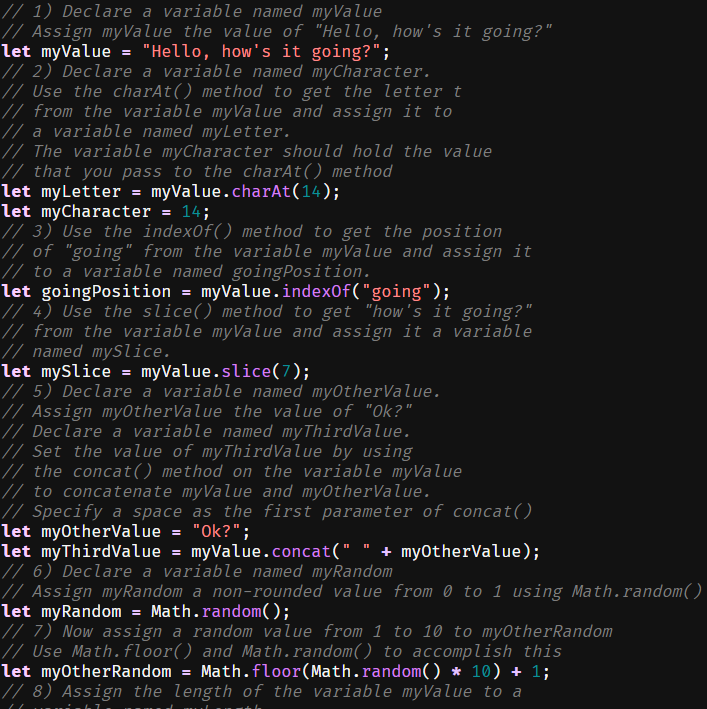 // 1) Declare a variable named myValue
// Assign myValue the value of "Hello, how's it going?"
let myValue = "Hello, how's it going?";
// 2) Declare a variable named myCharacter.
// Use the charAt() method to get the letter t
// from the variable myValue and assign it to
// a variable named myLetter.
// The variable myCharacter should hold the value
// that you pass to the charAt() method
let myLetter = myValue.charAt(14);
let myCharacter = 14;
// 3) Use the indexOf() method to get the position
// of "going" from the variable myValue and assign it
// to a variable named goingPosition.
let goingPosition = myValue.indexOf("going");
// 4) Use the slice() method to get "how's it going?"
// from the variable myValue and assign it a variable
// named mySlice.
let mySlice = myValue.slice(7);
// 5) Declare a variable named myOtherValue.
// Assign myOtherValue the value of "Ok?"
// Declare a variable named myThirdValue.
// Set the value of myThirdValue by using
// the concat() method on the variable myValue
// to concatenate myValue and myOtherValue.
// Specify a space as the first parameter of concat()
let myOtherValue = "Ok?";
let myThirdValue = myValue.concat(" " + myOtherValue);
// 6) Declare a variable named myRandom
// Assign myRandom a non-rounded value from 0 to 1 using Math.random()
let myRandom = Math.random();
// 7) Now assign a random value from 1 to 10 to myOtherRandom
// Use Math.floor() and Math.random() to accomplish this
let myOtherRandom = Math.floor(Math.random() * 10) + 1;
// 8) Assign the length of the variable myValue to a
// variable named myLength